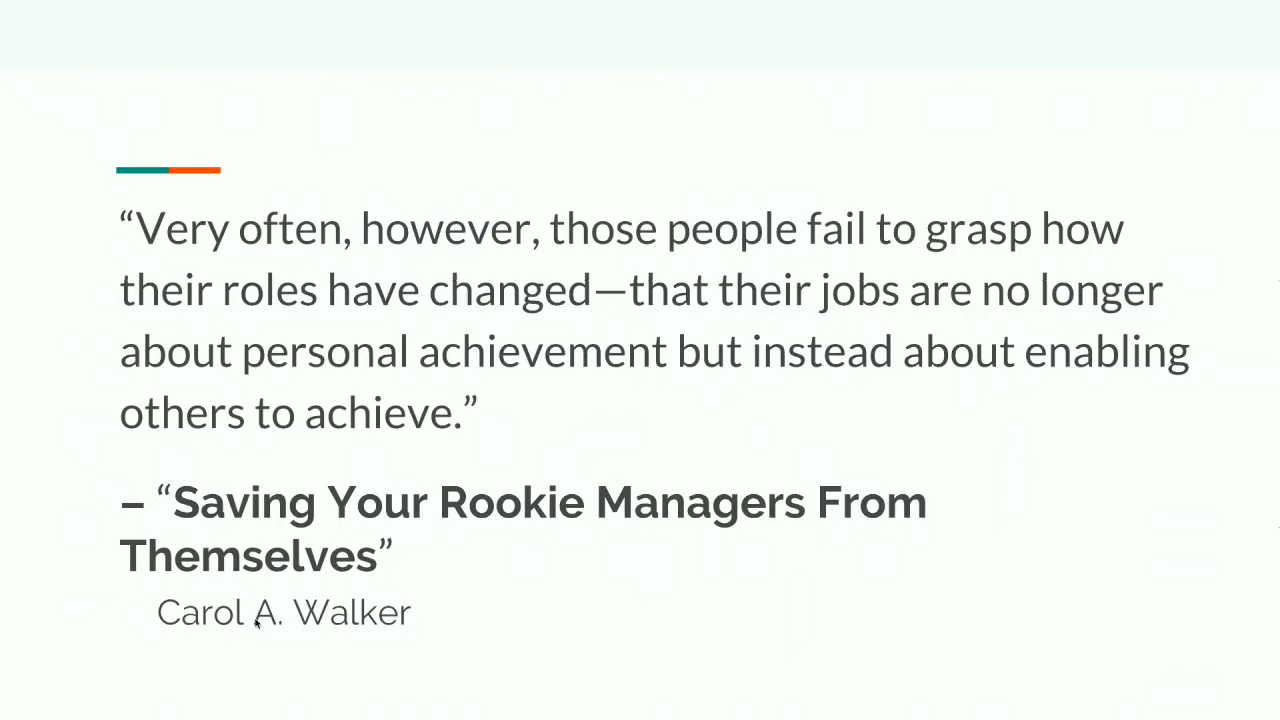 “Very often, however, those people fail to grasp how
their roles have changed—that their jobs are no longer
about personal achievement but instead about enabling
others to achieve.”
– “Saving Your Rookie Managers From
Themselves”
Carol A. Walker